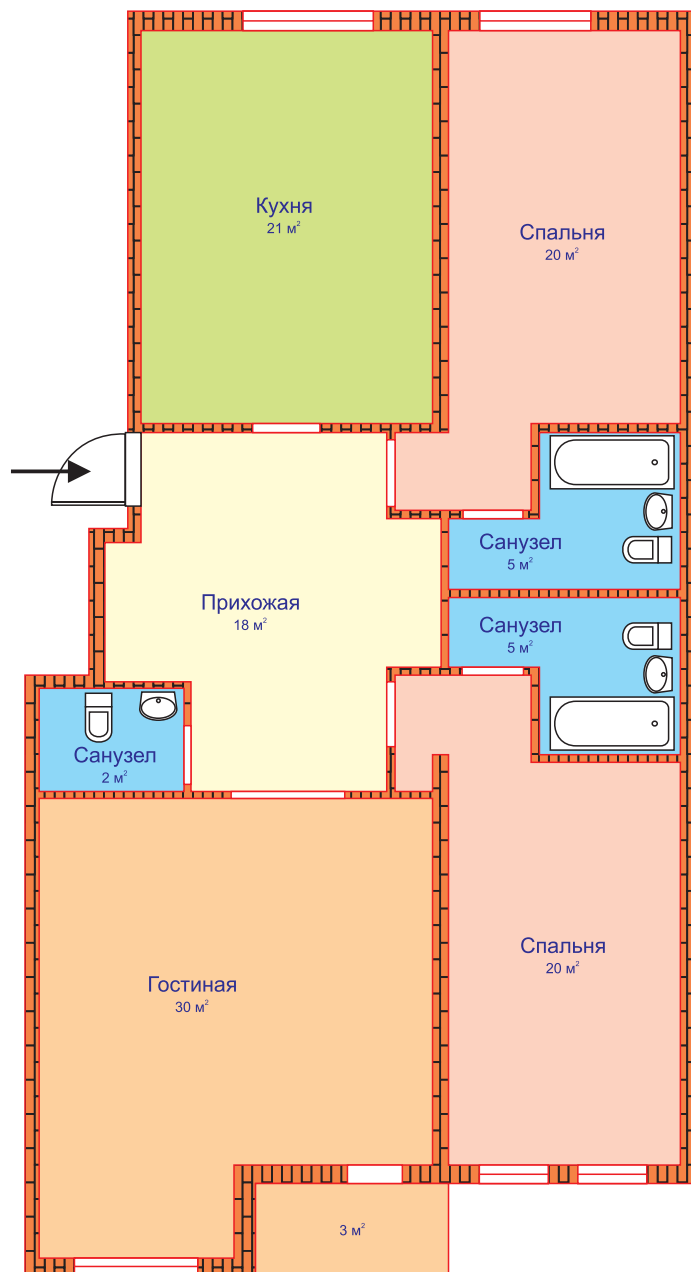 Кухня
21 м²
Спальня
20 м²
Санузел
5 м²
Прихожая
18 м²
Санузел
5 м²
Санузел
2 м²
Спальня
20 м²
Гостиная
30 м²
3 м²